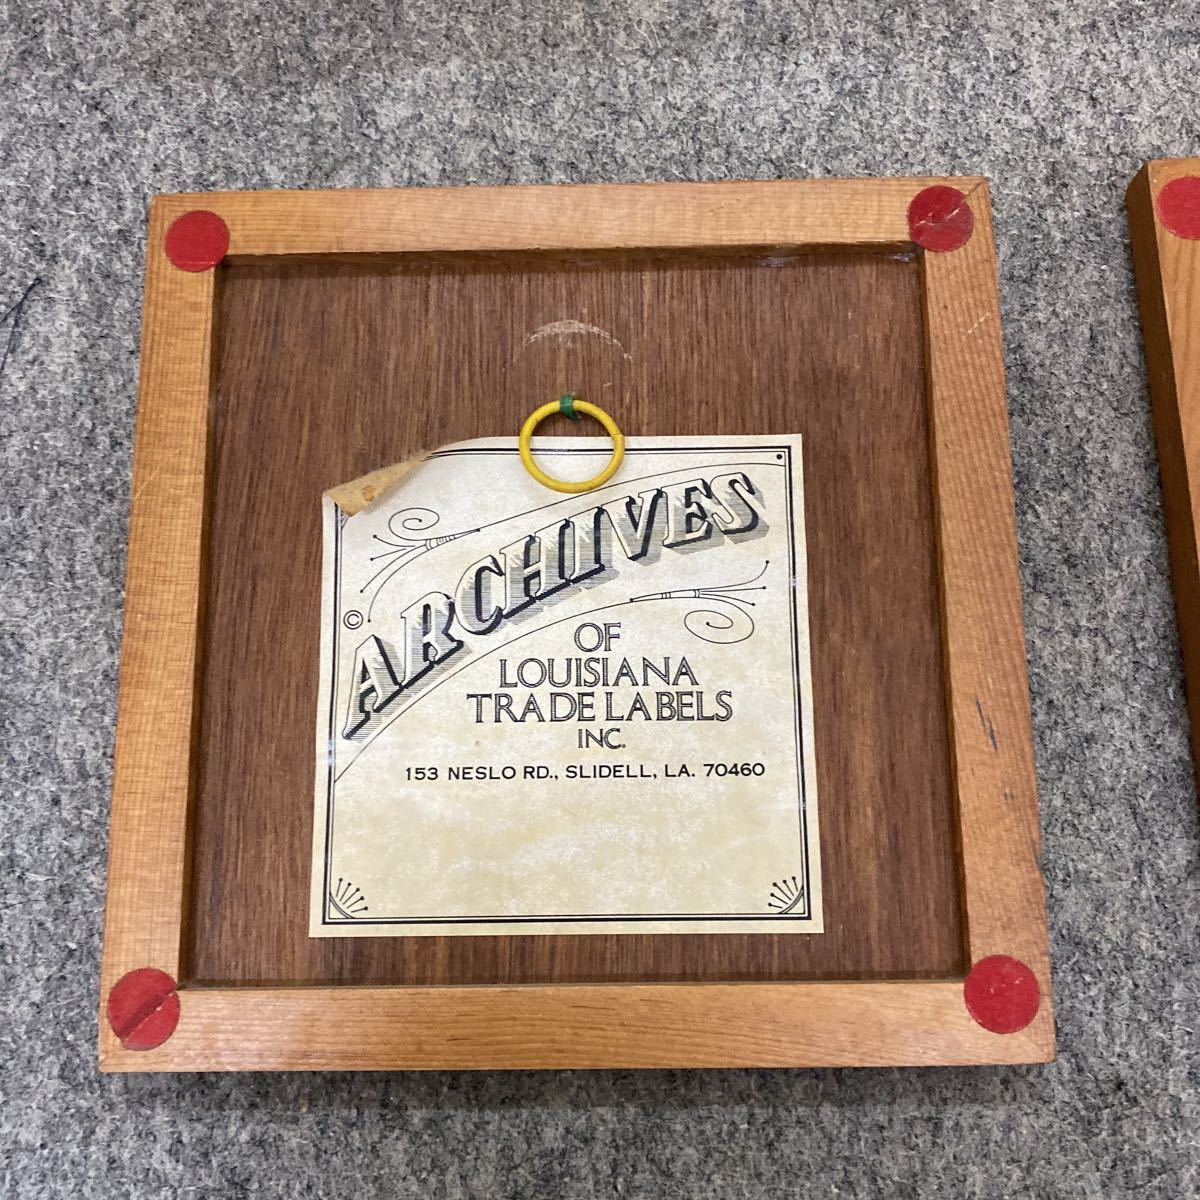 ©
ARCHIVES
OF
LOUISIANA
TRADE LABELS
INC.
153 NESLO RD., SLIDELL, LA. 70460